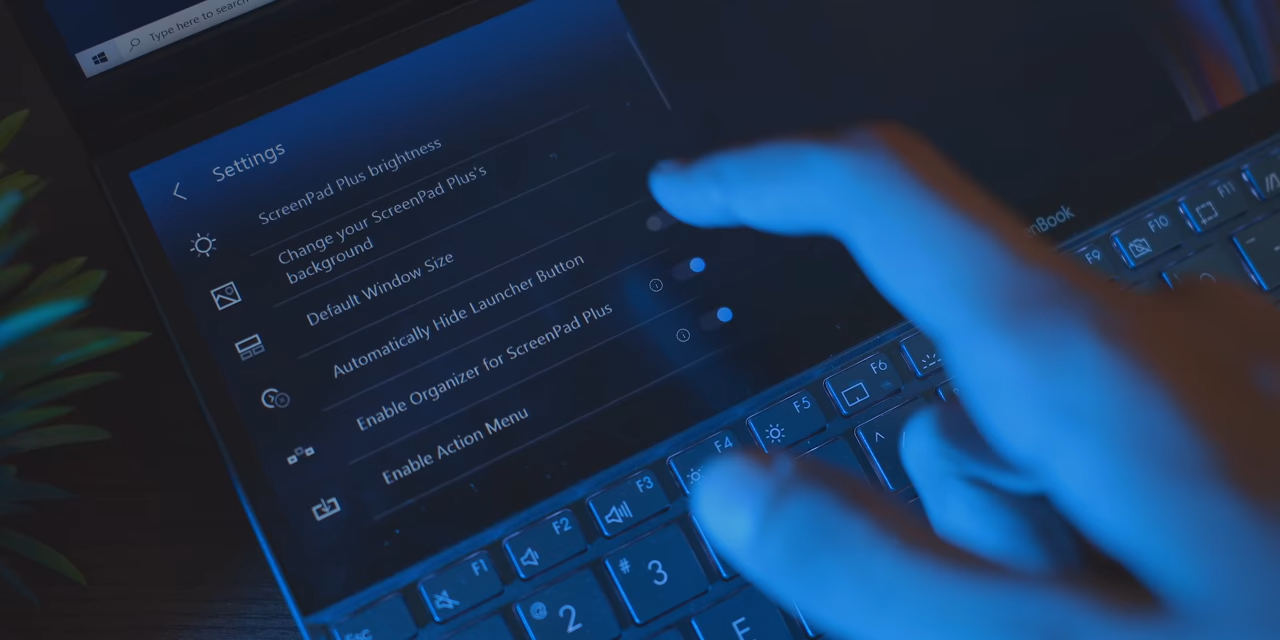 Type here to search
Settings
ScreenPad Plus brightness
Change your ScreenPad Plus's
background
Default Window Size
Automatically Hide Launcher Button
Enable Organizer for ScreenPad Plus
Enable Action Menu
nBook
Esc
F1
F2
F3
F4
F5
F6
F9
F10
F11
@
2
#
3
^
E